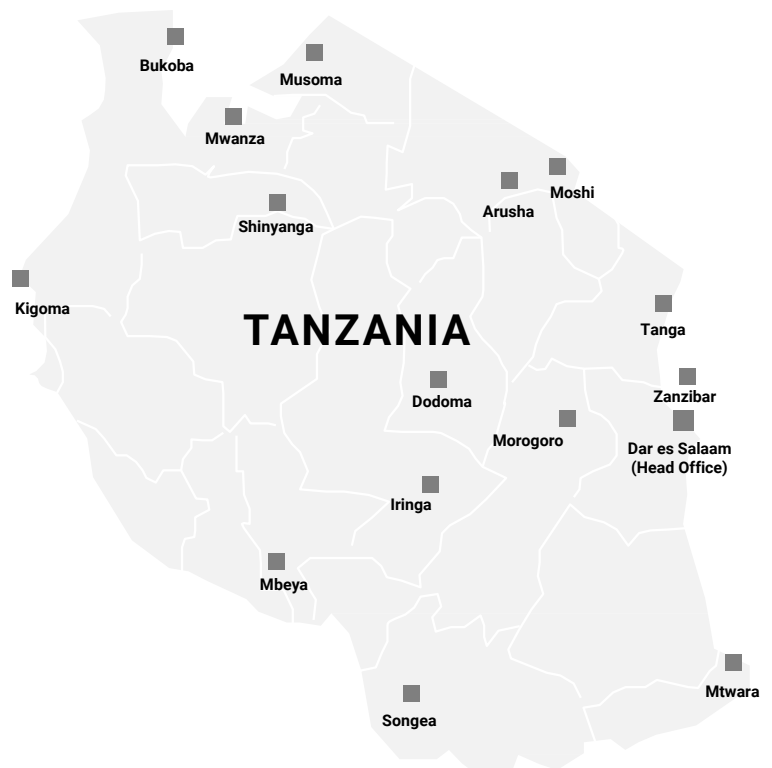 Bukoba
Musoma
Mwanza
Moshi
Arusha
Shinyanga
Kigoma
TANZANIA
Tanga
Dodoma
Zanzibar
Morogoro
Dar es Salaam
(Head Office)
Iringa
Mbeya
Mtwara
Songea